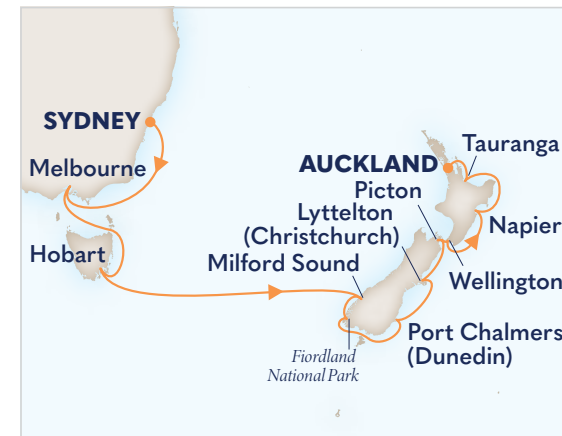 SYDNEY
Melbourne
Hobart
Tauranga
AUCKLAND
Picton
Lyttelton
(Christchurch)
Milford Sound
Napier
Wellington
Port Chalmers
(Dunedin)
Fiordland
National Park